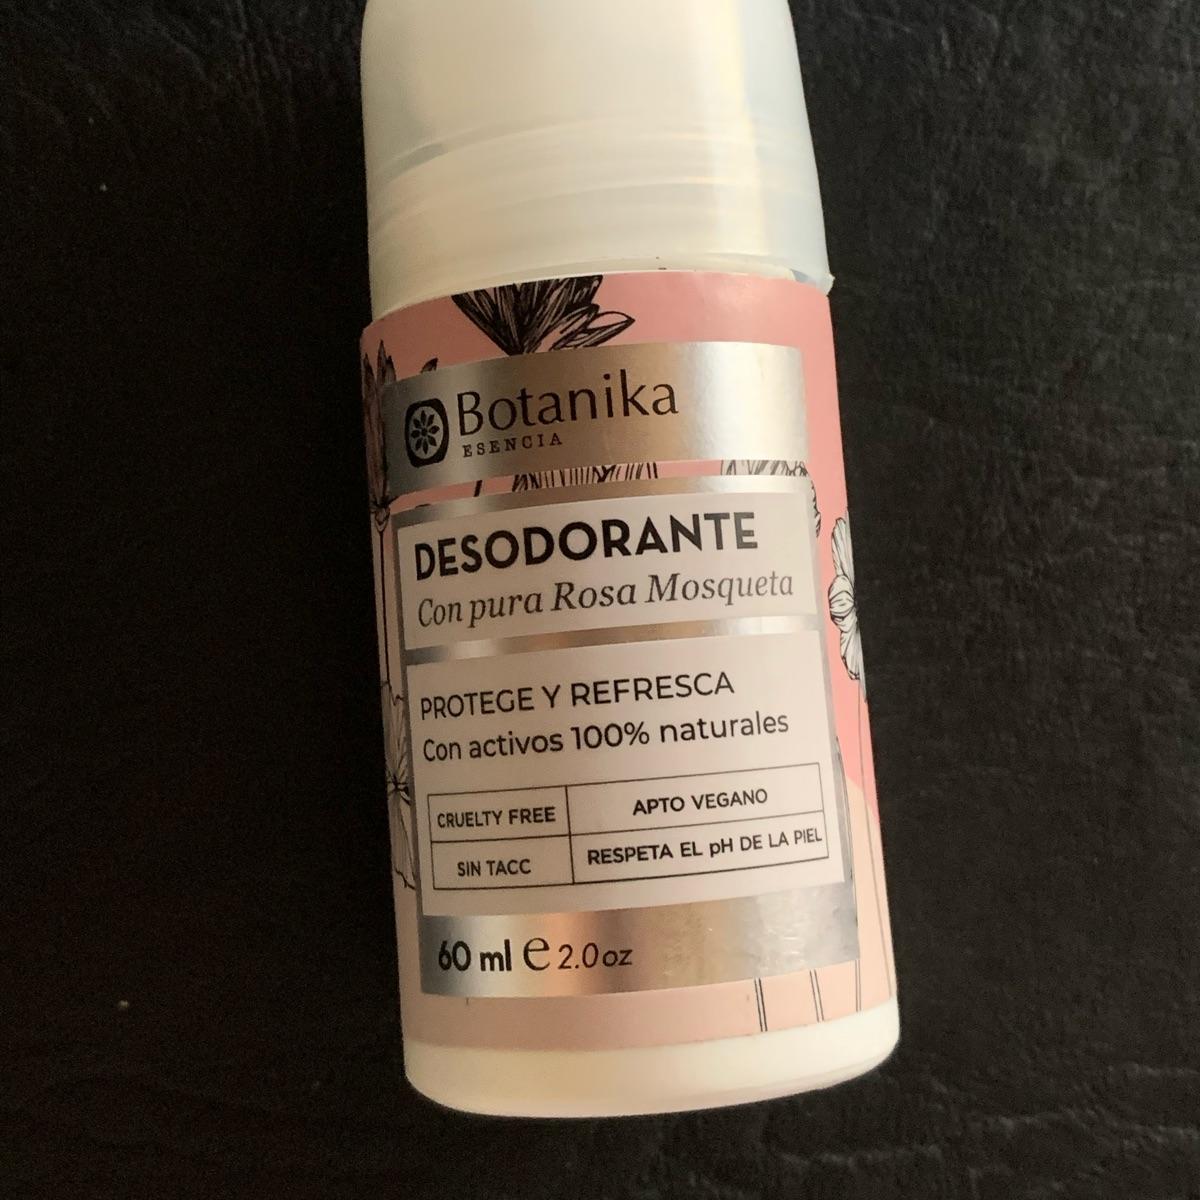 Botanika
ESENCIA
DESODORANTE
Con pura Rosa Mosqueta
PROTEGE Y REFRESCA
Con activos 100% naturales
CRUELTY FREE
APTO VEGANO
SIN TACC
RESPETA EL pH DE LA PIEL
60 ml e 2.0 oz